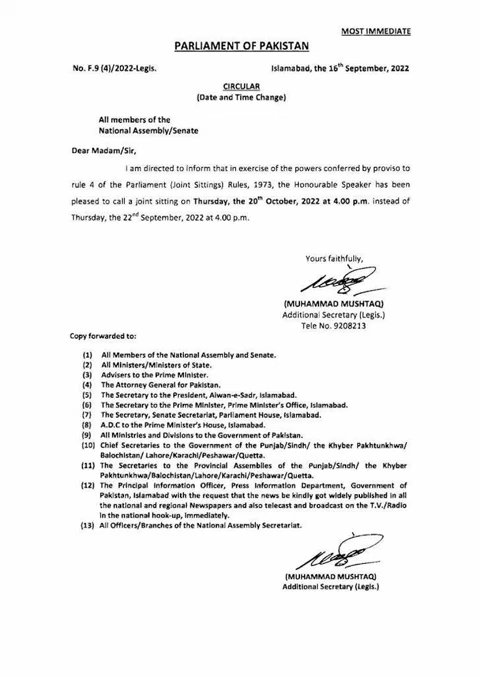 MOST IMMEDIATE
PARLIAMENT OF PAKISTAN
No. F.9 (4)/2022-Legis. Islamabad, the 16th September, 2022
CIRCULAR
(Date and Time Change)
All members of the
National Assembly/Senate
Dear Madam/Sir,
I am directed to inform that in exercise of the powers conferred by proviso to
rule 4 of the Parliament (Joint Sittings) Rules, 1973, the Honourable Speaker has been
pleased to call a joint sitting on Thursday, the 20th October, 2022 at 4.00 p.m. instead of
Thursday, the 22nd September, 2022 at 4.00 p.m.
Yours faithfully,
(MUHAMMAD MUSHTAQ)
Additional Secretary (Legis.)
Tele No. 9208213
Copy forwarded to:
(1) All Members of the National Assembly and Senate.
(2) All Ministers/Ministers of State.
(3) Advisers to the Prime Minister.
(4) The Attorney General for Pakistan.
(5) The Secretary to the President, Aiwan-e-Sadr, Islamabad.
(6) The Secretary to the Prime Minister, Prime Minister's Office, Islamabad.
(7) The Secretary, Senate Secretariat, Parliament House, Islamabad.
(8) A.D.C to the Prime Minister's House, Islamabad.
(9) All Ministries and Divisions to the Government of Pakistan.
(10) Chief Secretaries to the Government of the Punjab/Sindh/ the Khyber Pakhtunkhwa/
Balochistan/ Lahore/Karachi/Peshawar/Quetta.
(11) The Secretaries to the Provincial Assemblies of the Punjab/Sindh/ the Khyber
Pakhtunkhwa/Balochistan/Lahore/Karachi/Peshawar/Quetta.
(12) The Principal Information Officer, Press Information Department, Government of
Pakistan, Islamabad with the request that the news be kindly got widely published in all
the national and regional Newspapers and also telecast and broadcast on the T.V./Radio
in the national hook-up, immediately.
(13) All Officers/Branches of the National Assembly Secretariat.
(MUHAMMAD MUSHTAQ)
Additional Secretary (Legis.)